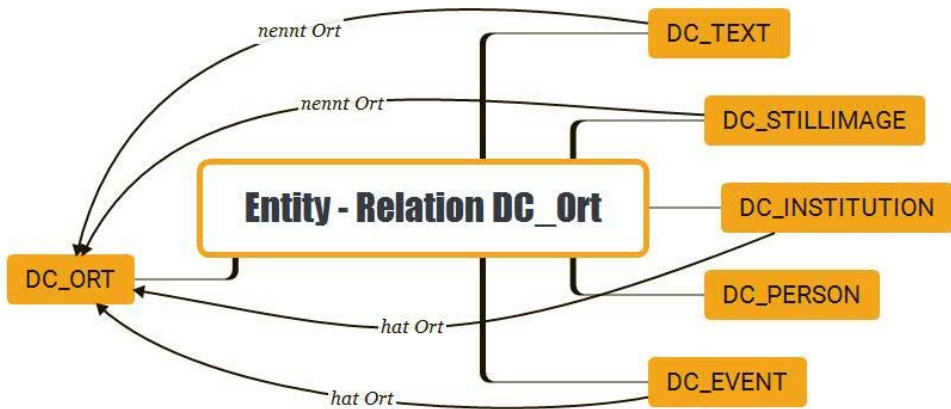 nennt Ort
DC_TEXT
nennt Ort
DC_STILLIMAGE
Entity - Relation DC_Ort
DC_INSTITUTION
DC_ORT
DC_PERSON
hat Ort
DC_EVENT
hat Ort